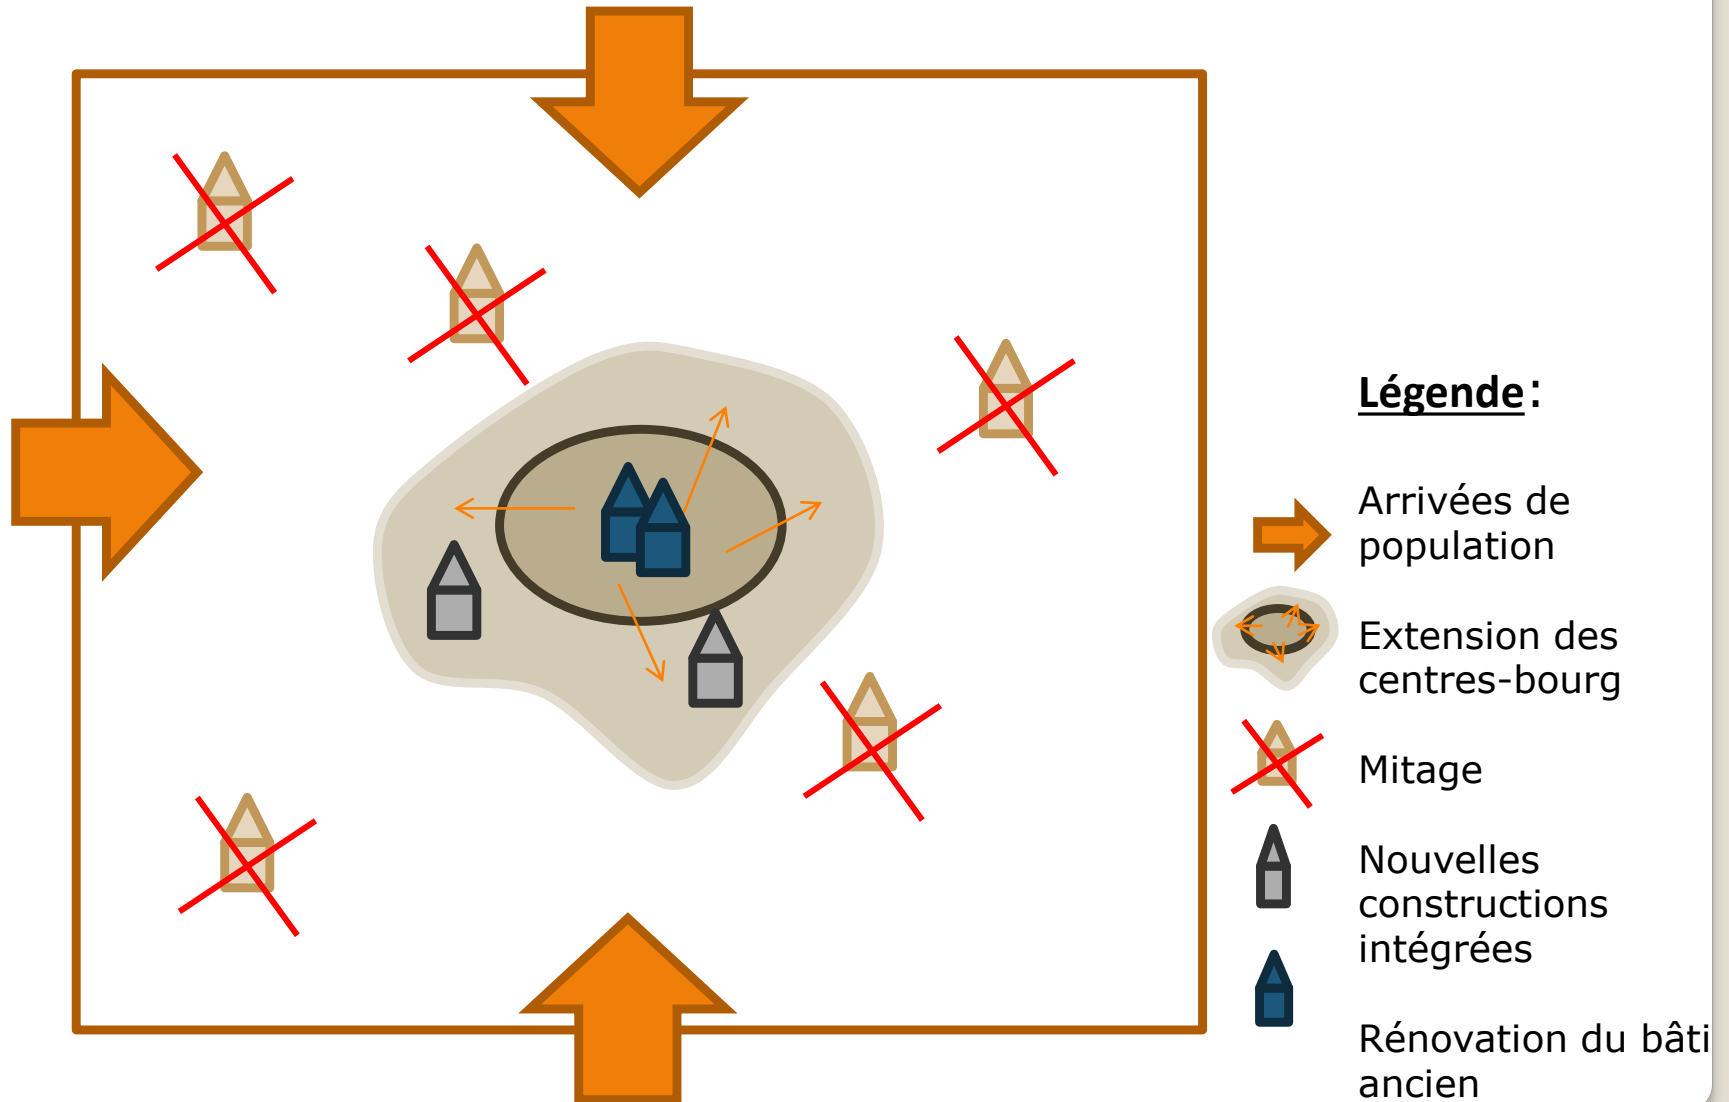 Légende:
Arrivées de
population
Extension des
centres-bourg
Mitage
Nouvelles
constructions
intégrées
Rénovation du bâti
ancien